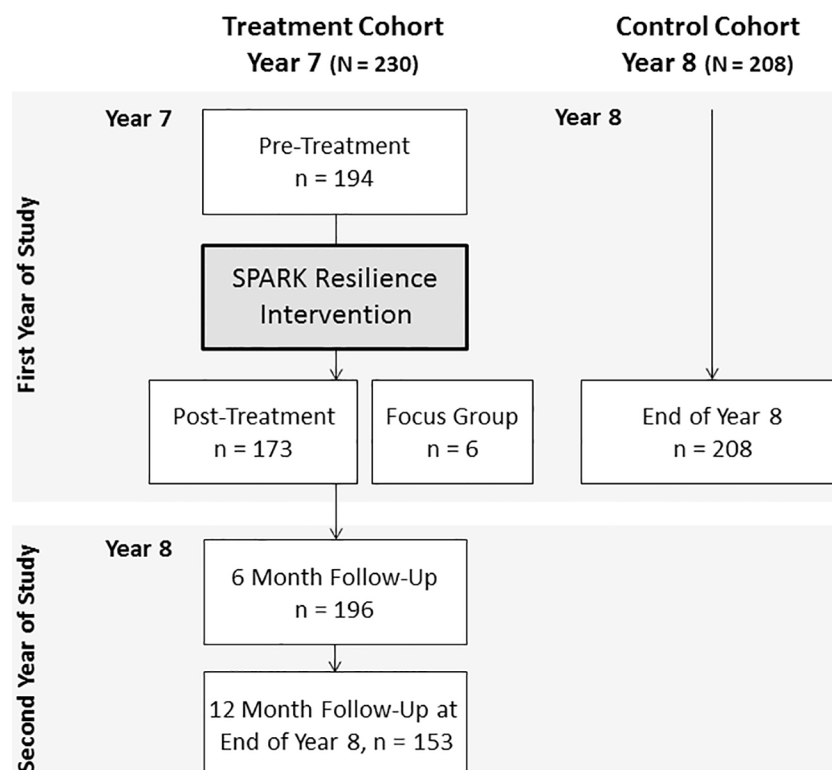 Treatment Cohort
Year 7 (N = 230)
Control Cohort
Year 8 (N = 208)
First Year of Study
Year 7
Pre-Treatment
n = 194
Year 8
SPARK Resilience
Intervention
Post-Treatment
n = 173
Focus Group
n = 6
End of Year 8
n = 208
Second Year of Study
Year 8
6 Month Follow-Up
n = 196
12 Month Follow-Up at
End of Year 8, n = 153